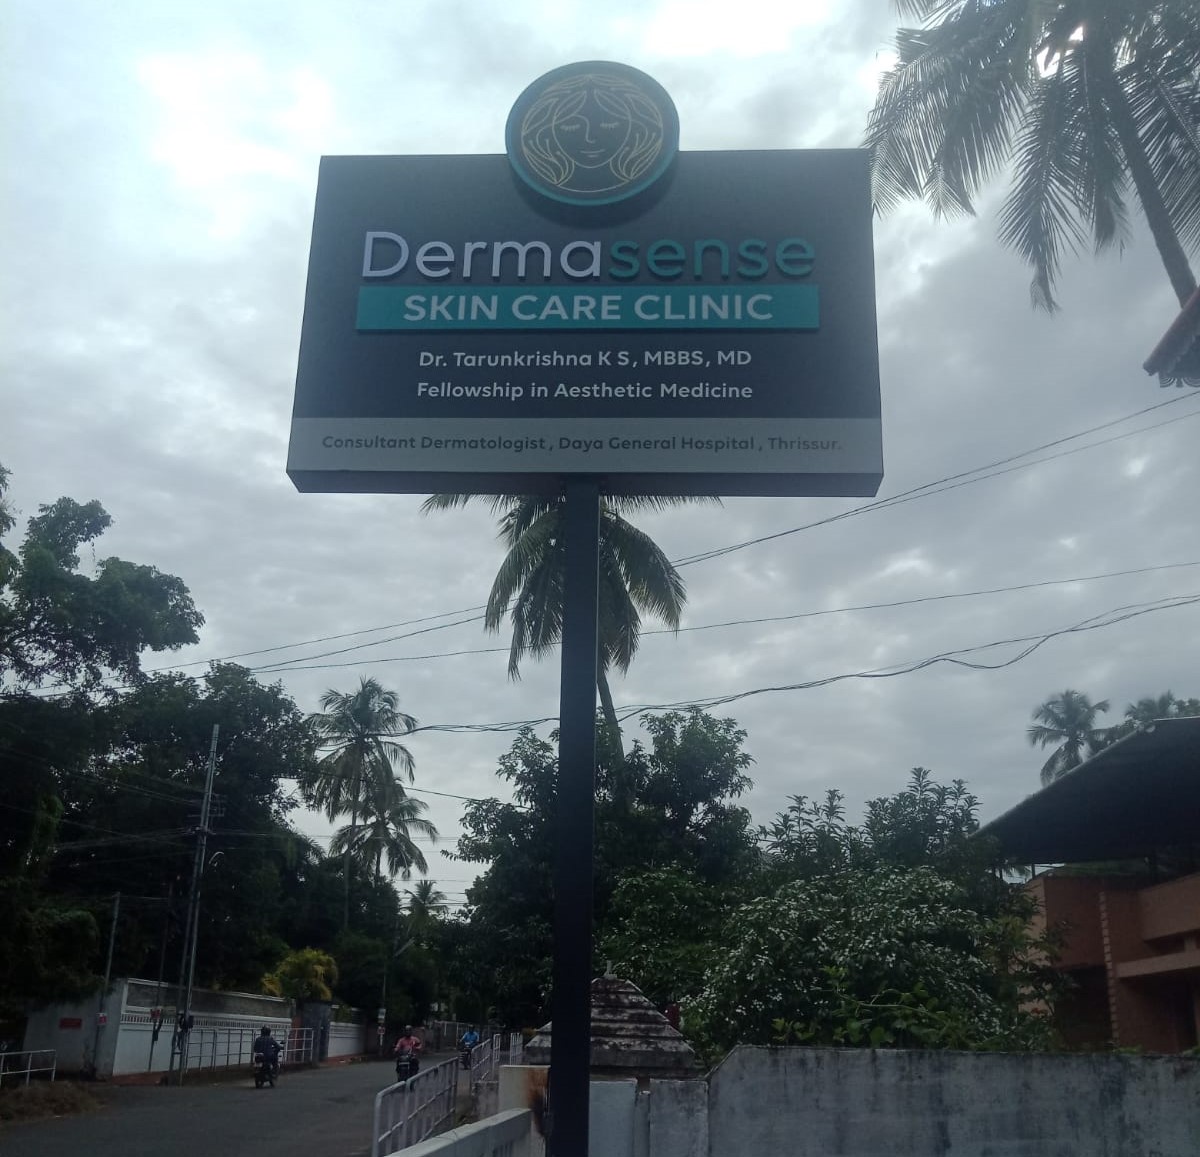 Dermasense
SKIN CARE CLINIC
Dr. Tarunkrishna K S, MBBS, MD
Fellowship in Aesthetic Medicine
Consultant Dermatologist, Daya General Hospital, Thrissur.